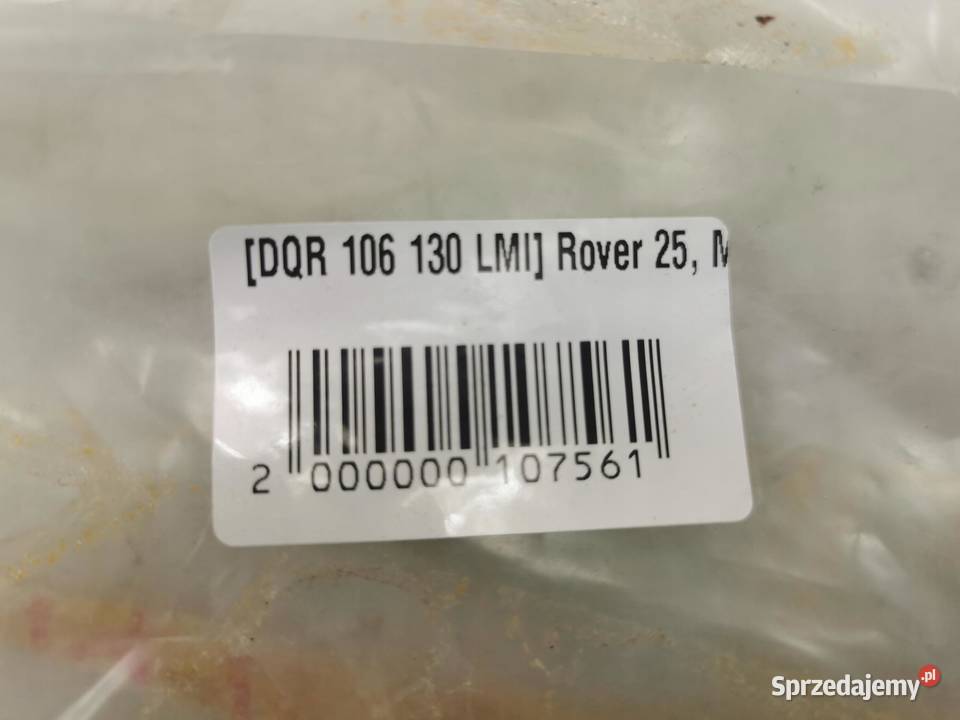 [DQR 106 130 LMI] Rover 25, M
2 000000 107561
Sprzedajemy.pl